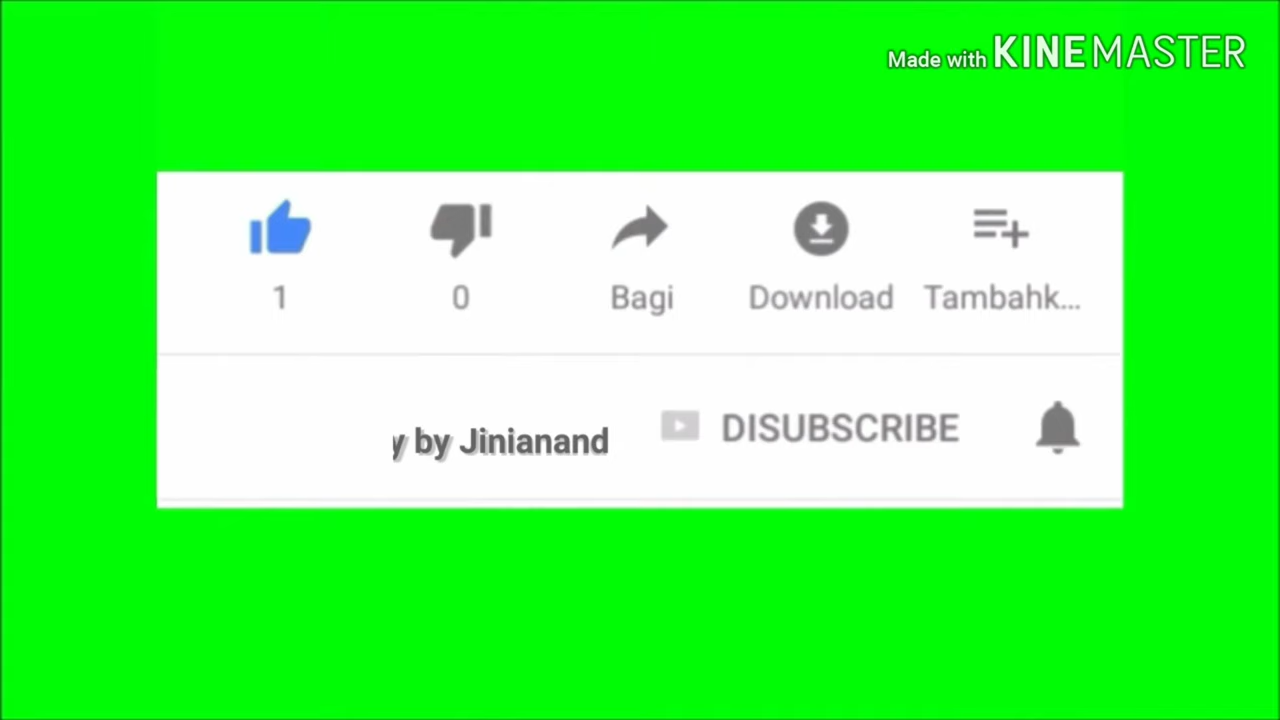 Made with KINEMASTER
1 0 Bagi Download Tambahk...
y by Jinianand DISUBSCRIBE